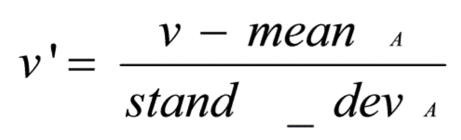 v' = v − mean A
stand _ dev A